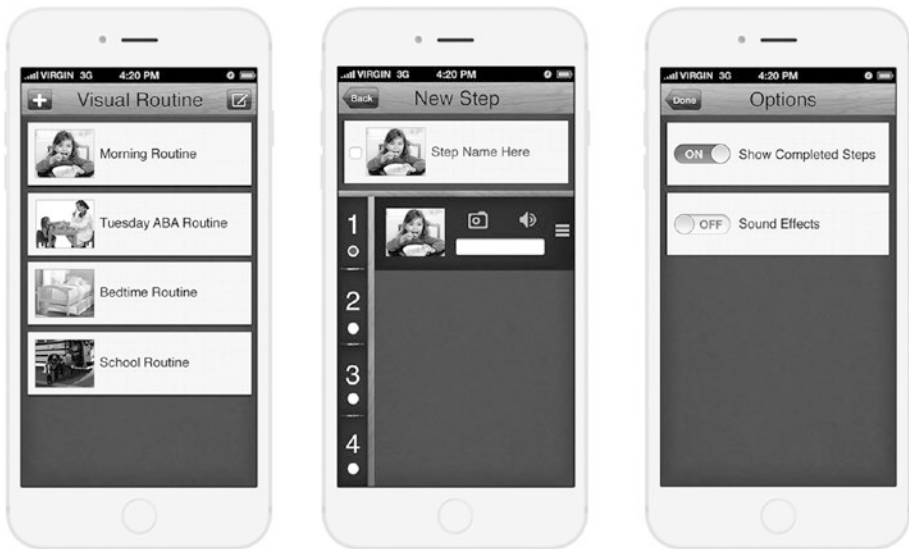 VIRGIN 3G 4:20 PM
Visual Routine
Morning Routine
Tuesday ABA Routine
Bedtime Routine
School Routine
VIRGIN 3G 4:20 PM
Back New Step
Step Name Here
1
2
3
4
VIRGIN 3G 4:20 PM
Done Options
ON Show Completed Steps
OFF Sound Effects